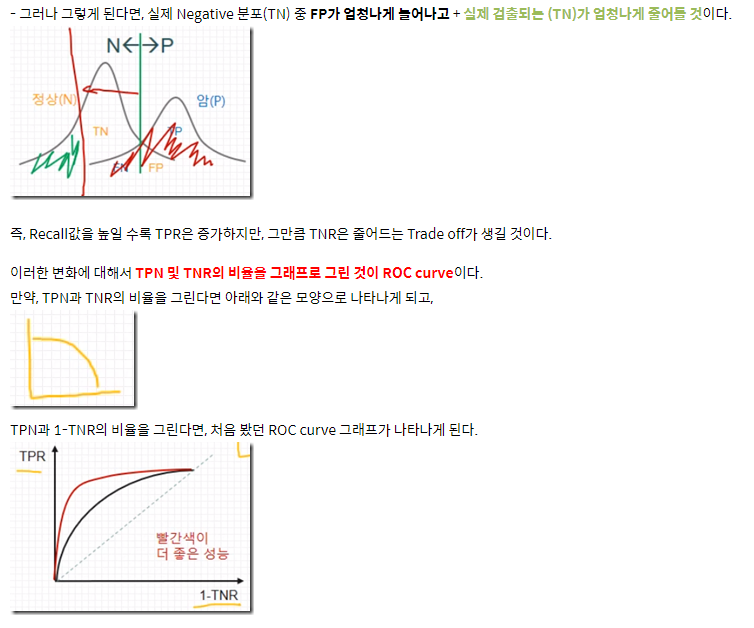 - 그러나 그렇게 된다면, 실제 Negative 분포(TN) 중 FP가 엄청나게 늘어나고 + 실제 검출되는 (TN)가 엄청나게 줄어들 것이다.
N P
정상(N)
암(P)
TN
TP
FN
FP
즉, Recall값을 높일 수록 TPR은 증가하지만, 그만큼 TNR은 줄어드는 Trade off가 생길 것이다.
이러한 변화에 대해서 TPN 및 TNR의 비율을 그래프로 그린 것이 ROC curve이다.
만약, TPN과 TNR의 비율을 그린다면 아래와 같은 모양으로 나타나게 되고,
TPN과 1-TNR의 비율을 그린다면, 처음 봤던 ROC curve 그래프가 나타나게 된다.
TPR
빨간색이
더 좋은 성능
1-TNR